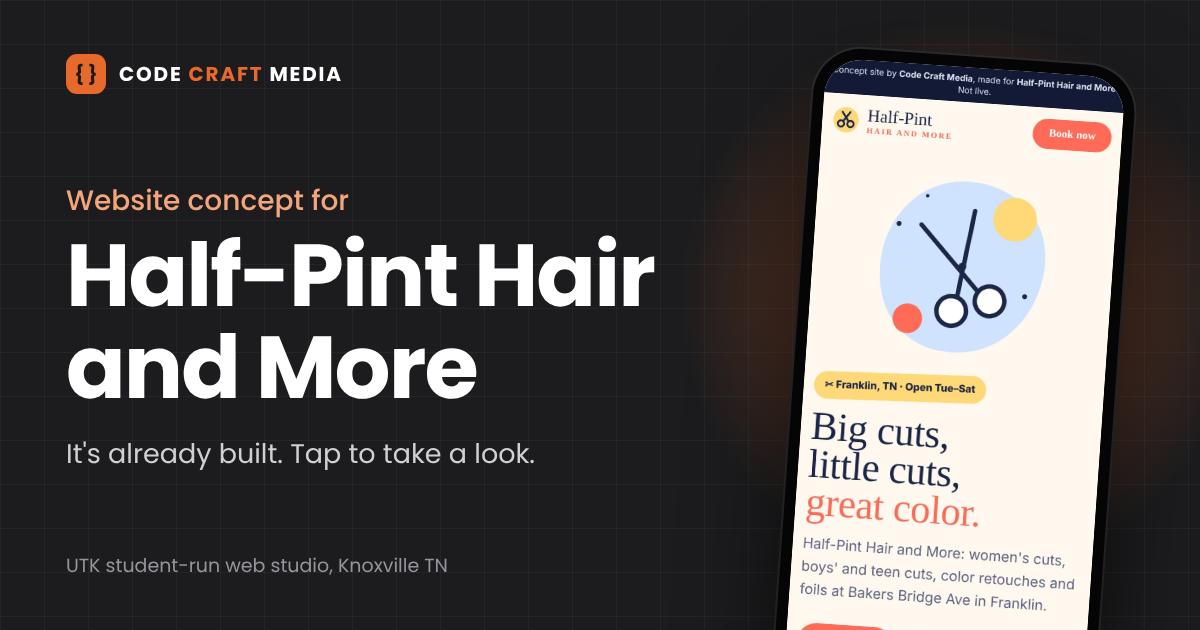 { } CODE CRAFT MEDIA
Website concept for
Half-Pint Hair
and More
It's already built. Tap to take a look.
UTK student-run web studio, Knoxville TN
concept site by Code Craft Media, made for Half-Pint Hair and More.
Not live.
Half-Pint
HAIR AND MORE
Book now
✂ Franklin, TN · Open Tue–Sat
Big cuts,
little cuts,
great color.
Half-Pint Hair and More: women's cuts,
boys' and teen cuts, color retouches and
foils at Bakers Bridge Ave in Franklin.